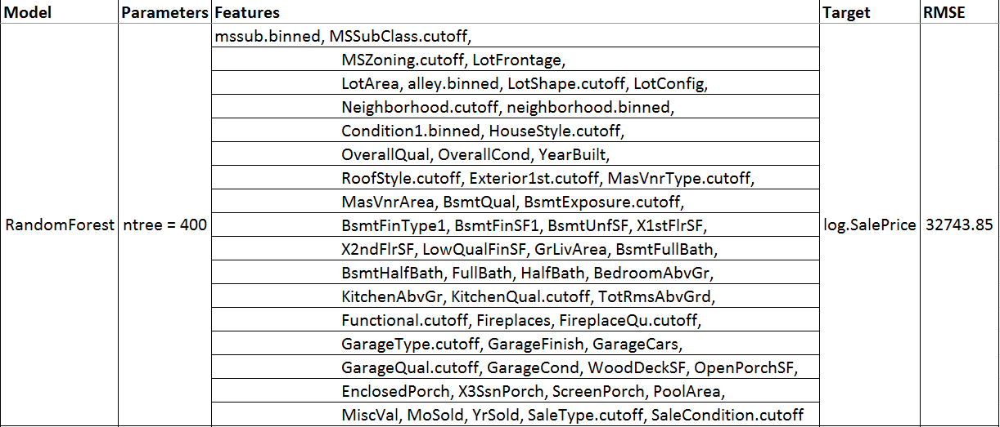 Model Parameters Features Target RMSE
mssub.binned, MSSubClass.cutoff,
MSZoning.cutoff, LotFrontage,
LotArea, alley.binned, LotShape.cutoff, LotConfig,
Neighborhood.cutoff, neighborhood.binned,
Condition1.binned, HouseStyle.cutoff,
OverallQual, OverallCond, YearBuilt,
RoofStyle.cutoff, Exterior1st.cutoff, MasVnrType.cutoff,
MasVnrArea, BsmtQual, BsmtExposure.cutoff,
RandomForest ntree = 400 BsmtFinType1, BsmtFinSF1, BsmtUnfSF, X1stFlrSF, log.SalePrice 32743.85
X2ndFlrSF, LowQualFinSF, GrLivArea, BsmtFullBath,
BsmtHalfBath, FullBath, HalfBath, BedroomAbvGr,
KitchenAbvGr, KitchenQual.cutoff, TotRmsAbvGrd,
Functional.cutoff, Fireplaces, FireplaceQu.cutoff,
GarageType.cutoff, GarageFinish, GarageCars,
GarageQual.cutoff, GarageCond, WoodDeckSF, OpenPorchSF,
EnclosedPorch, X3SsnPorch, ScreenPorch, PoolArea,
MiscVal, MoSold, YrSold, SaleType.cutoff, SaleCondition.cutoff